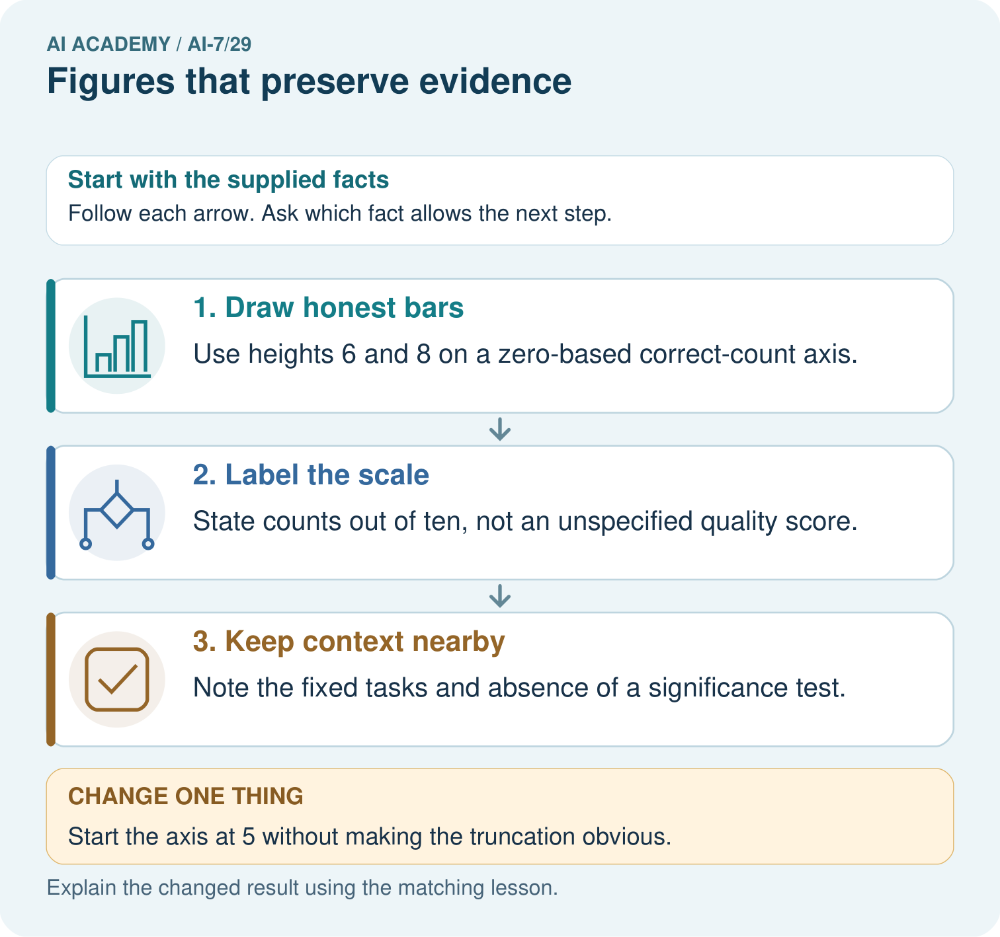 AI ACADEMY / AI-7/29
Figures that preserve evidence
Start with the supplied facts
Follow each arrow. Ask which fact allows the next step.
1. Draw honest bars
Use heights 6 and 8 on a zero-based correct-count axis.
2. Label the scale
State counts out of ten, not an unspecified quality score.
3. Keep context nearby
Note the fixed tasks and absence of a significance test.
CHANGE ONE THING
Start the axis at 5 without making the truncation obvious.
Explain the changed result using the matching lesson.